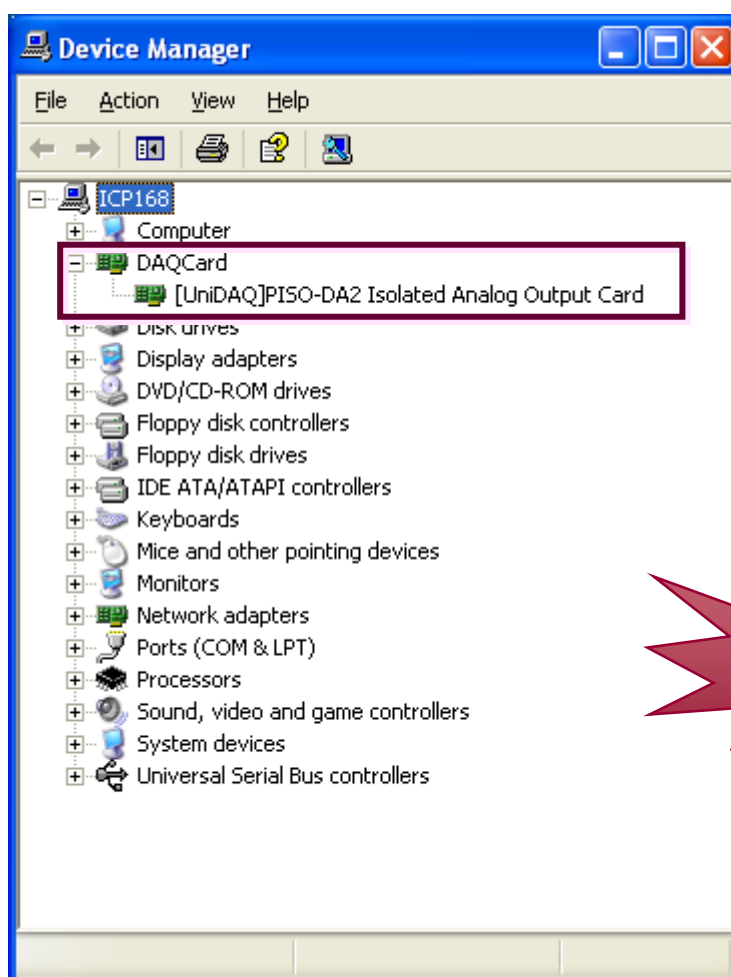 Device Manager
File Action View Help
ICP168
Computer
DAQCard
[UniDAQ]PISO-DA2 Isolated Analog Output Card
Disk drives
Display adapters
DVD/CD-ROM drives
Floppy disk controllers
Floppy disk drives
IDE ATA/ATAPI controllers
Keyboards
Mice and other pointing devices
Monitors
Network adapters
Ports (COM & LPT)
Processors
Sound, video and game controllers
System devices
Universal Serial Bus controllers